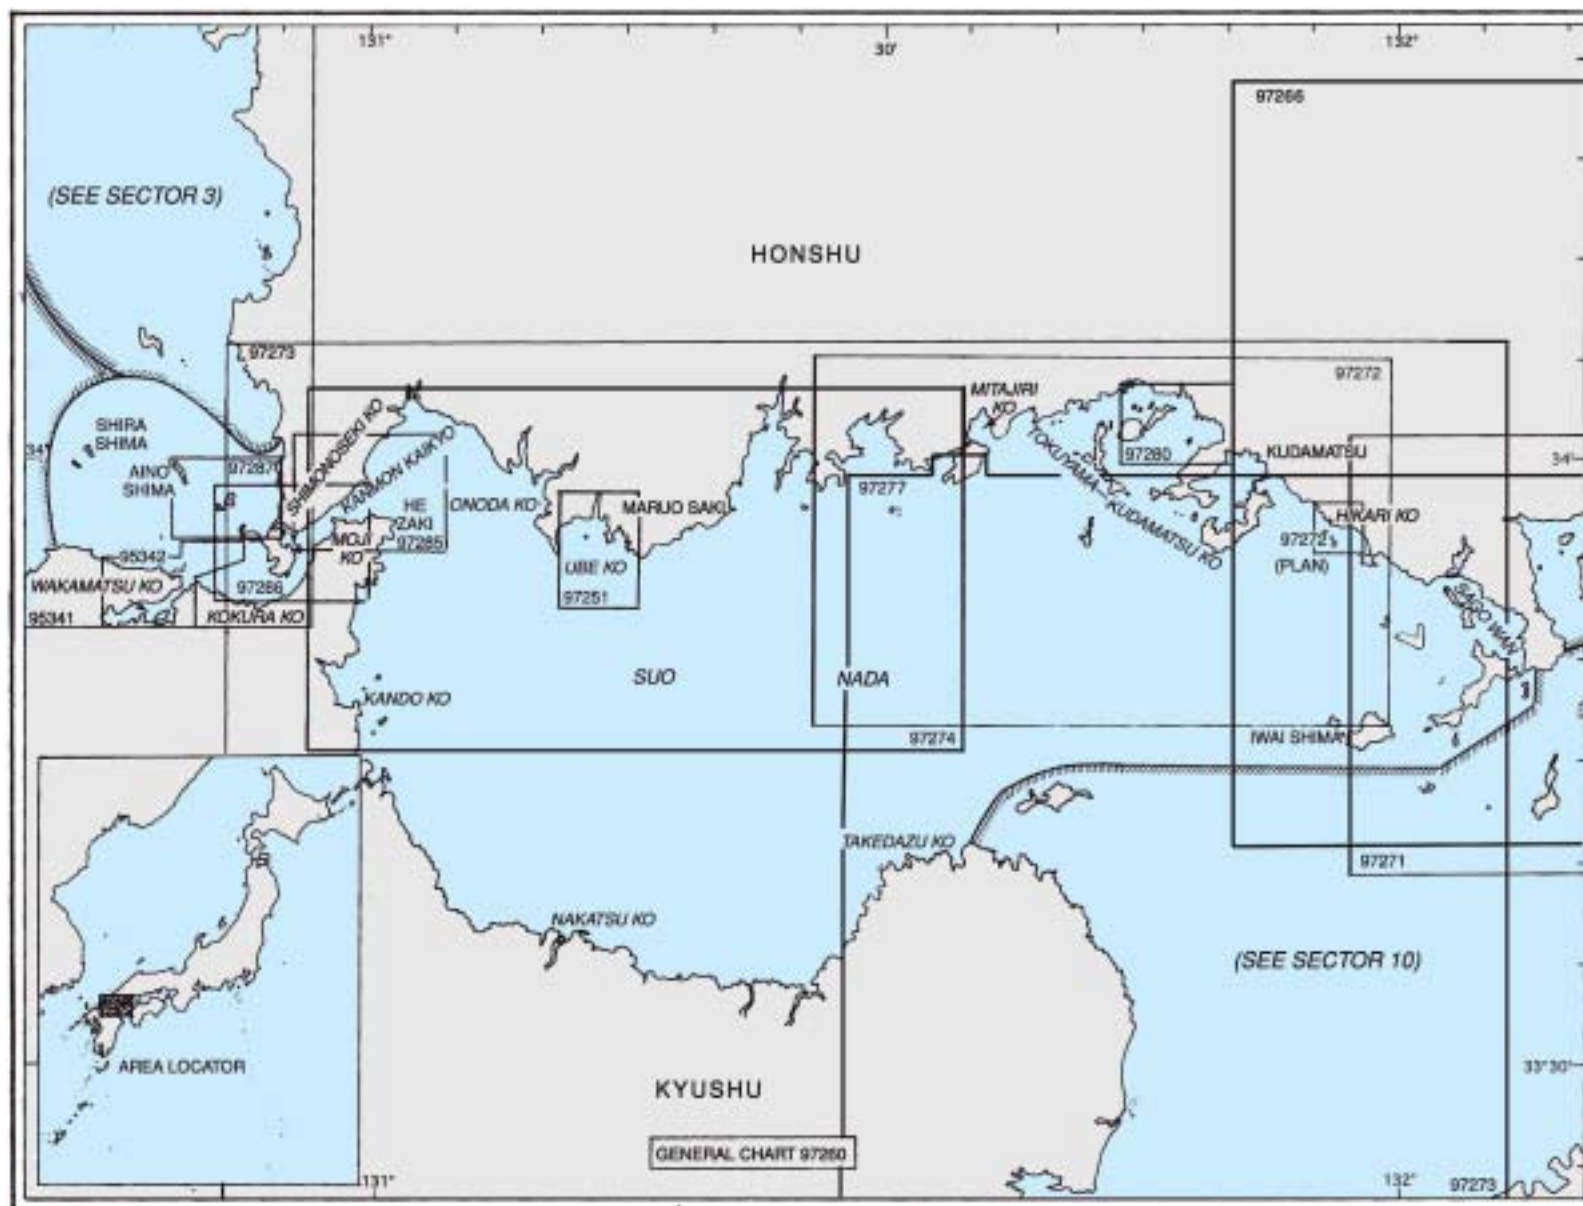 131°
30'
132°
97266
(SEE SECTOR 3)
HONSHU
97273
97272
MITAJIRI
KO
SHIRA
SHIMA
34°
AINO
SHIMA
97287
SHIMONOSEKI KO
KANMON KAIKYO
HE
ZAKI
97285
ONODA KO
MARUO SAKI
97277
TOKUYAMA-KUDAMATSU KO
97280
KUDAMATSU
34°
HIKARI KO
97272
(PLAN)
MOJI
KO
95342
WAKAMATSU KO
97286
UBE KO
97251
95341
KOKURA KO
SAGO WAN
SUO
NADA
KANDO KO
97274
IWAI SHIMA
TAKEDAZU KO
97271
NAKATSU KO
(SEE SECTOR 10)
AREA LOCATOR
33°30'
KYUSHU
GENERAL CHART 97260
131°
132°
97273